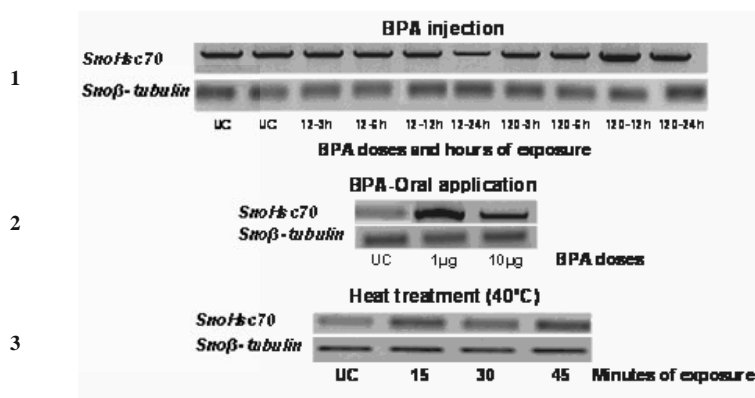 BPA injection
1
SnoHsc70
Snoβ-tubulin
UC UC 12-3h 12-6h 12-12h 12-24h 120-3h 120-6h 120-12h 120-24h
BPA doses and hours of exposure
BPA-Oral application
2
SnoHsc70
Snoβ-tubulin
UC 1µg 10µg BPA doses
Heat treatment (40°C)
3
SnoHsc70
Snoβ-tubulin
UC 15 30 45 Minutes of exposure